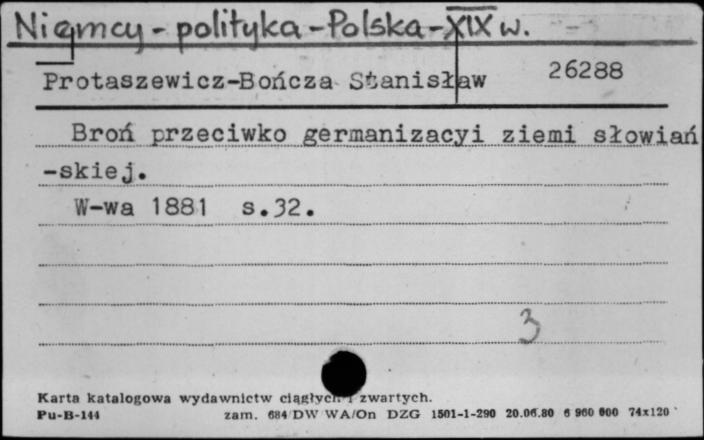 Niemcy - polityka - Polska - XIX w.
Protaszewicz-Bończa Stanisław 26288
Broń przeciwko germanizacyi ziemi słowiań
-skiej.
W-wa 1881 s.32.
3
Karta katalogowa wydawnictw ciągłych i zwartych.
Pu-B-144 zam. 684/DW WA/On DZG 1501-1-290 20.06.80 6 960 000 74x120